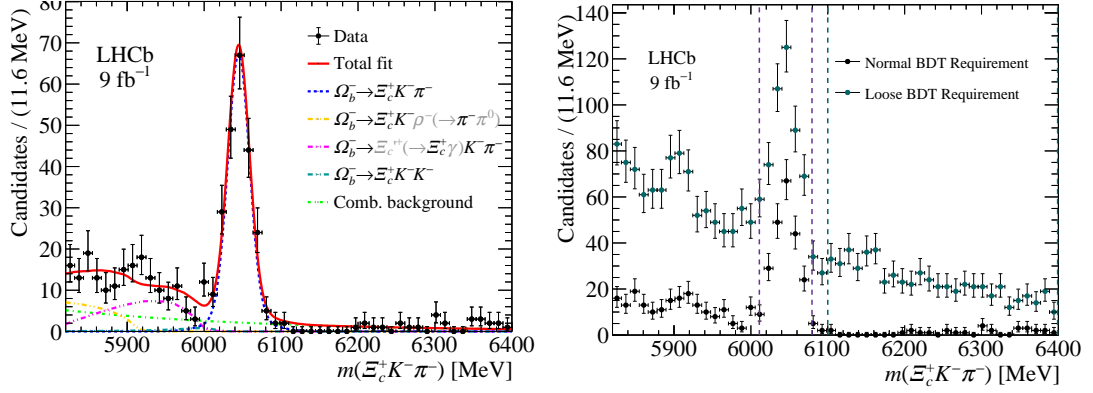 80
70
60
50
40
30
20
10
0
Candidates / (11.6 MeV)
LHCb
9 fb⁻¹
Data
Total fit
Ω_b⁻→Ξ_c⁺K⁻π⁻
Ω_b⁻→Ξ_c⁺K⁻ρ⁻(→π⁻π⁰)
Ω_b⁻→Ξ_c'⁺(→Ξ_c⁺γ)K⁻π⁻
Ω_b⁻→Ξ_c⁺K⁻K⁻
Comb. background
5900 6000 6100 6200 6300 6400
m(Ξ_c⁺K⁻π⁻) [MeV]
140
120
100
80
60
40
20
0
Candidates / (11.6 MeV)
LHCb
9 fb⁻¹
Normal BDT Requirement
Loose BDT Requirement
5900 6000 6100 6200 6300 6400
m(Ξ_c⁺K⁻π⁻) [MeV]